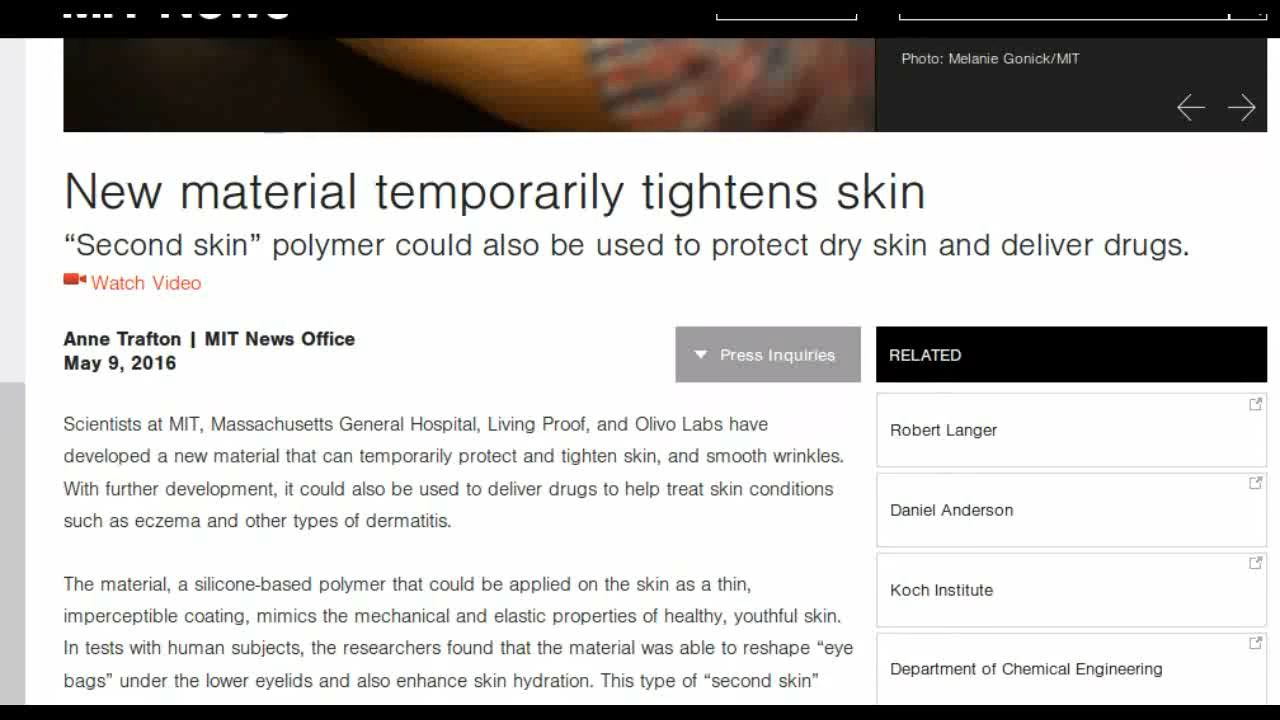 MIT News
Photo: Melanie Gonick/MIT
New material temporarily tightens skin
“Second skin” polymer could also be used to protect dry skin and deliver drugs.
Watch Video
Anne Trafton | MIT News Office
May 9, 2016
Press Inquiries
RELATED
Scientists at MIT, Massachusetts General Hospital, Living Proof, and Olivo Labs have
developed a new material that can temporarily protect and tighten skin, and smooth wrinkles.
With further development, it could also be used to deliver drugs to help treat skin conditions
such as eczema and other types of dermatitis.
The material, a silicone-based polymer that could be applied on the skin as a thin,
imperceptible coating, mimics the mechanical and elastic properties of healthy, youthful skin.
In tests with human subjects, the researchers found that the material was able to reshape “eye
bags” under the lower eyelids and also enhance skin hydration. This type of “second skin”
Robert Langer
Daniel Anderson
Koch Institute
Department of Chemical Engineering